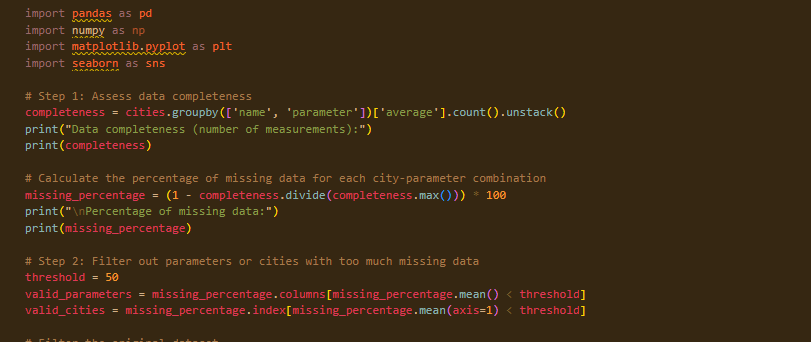 import pandas as pd
import numpy as np
import matplotlib.pyplot as plt
import seaborn as sns
# Step 1: Assess data completeness
completeness = cities.groupby(['name', 'parameter'])['average'].count().unstack()
print("Data completeness (number of measurements):")
print(completeness)
# Calculate the percentage of missing data for each city-parameter combination
missing_percentage = (1 - completeness.divide(completeness.max())) * 100
print("\nPercentage of missing data:")
print(missing_percentage)
# Step 2: Filter out parameters or cities with too much missing data
threshold = 50
valid_parameters = missing_percentage.columns[missing_percentage.mean() < threshold]
valid_cities = missing_percentage.index[missing_percentage.mean(axis=1) < threshold]
# Filter the original dataset